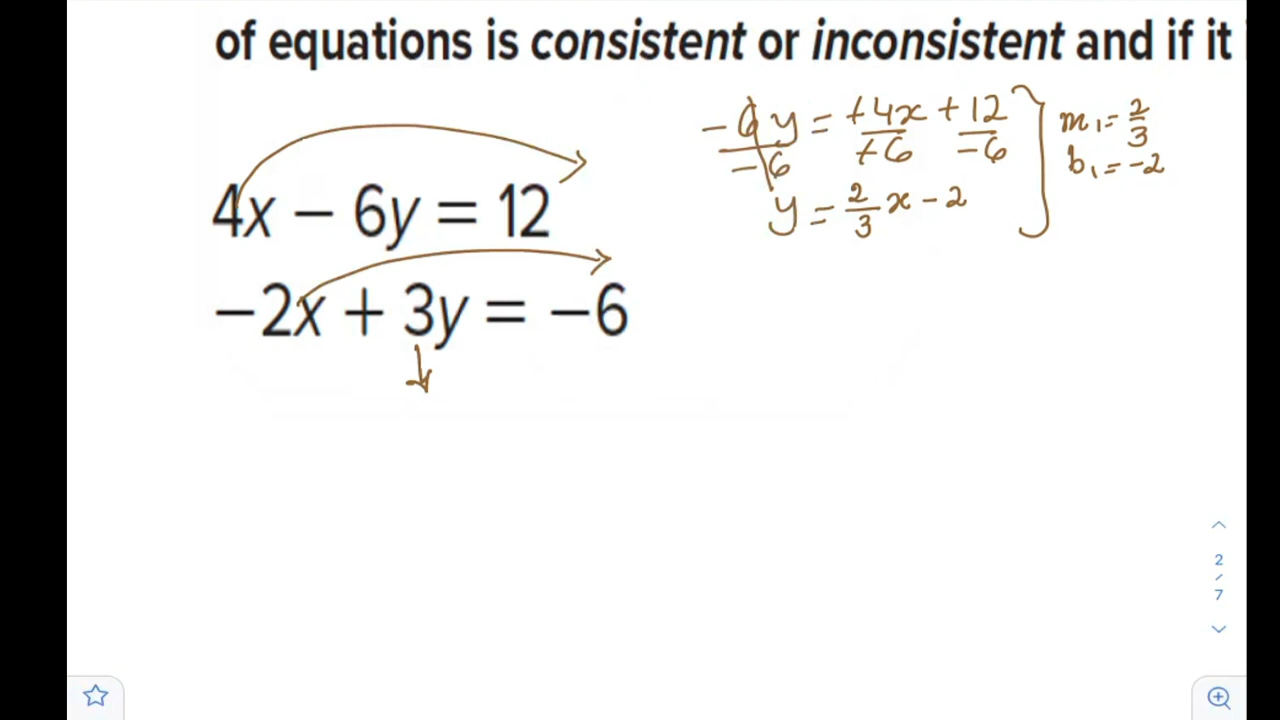 of equations is consistent or inconsistent and if it
4x – 6y = 12
–2x + 3y = –6
-6y = +4x + 12
-6 +6 -6
y = 2/3 x - 2
m₁ = 2/3
b₁ = -2
2
/
7